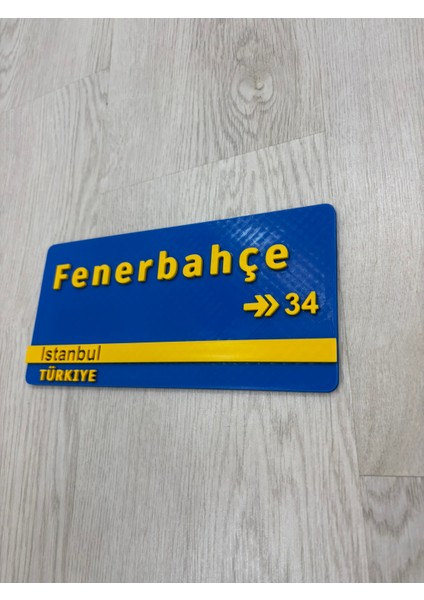 Fenerbahçe
34
Istanbul
TÜRKIYE